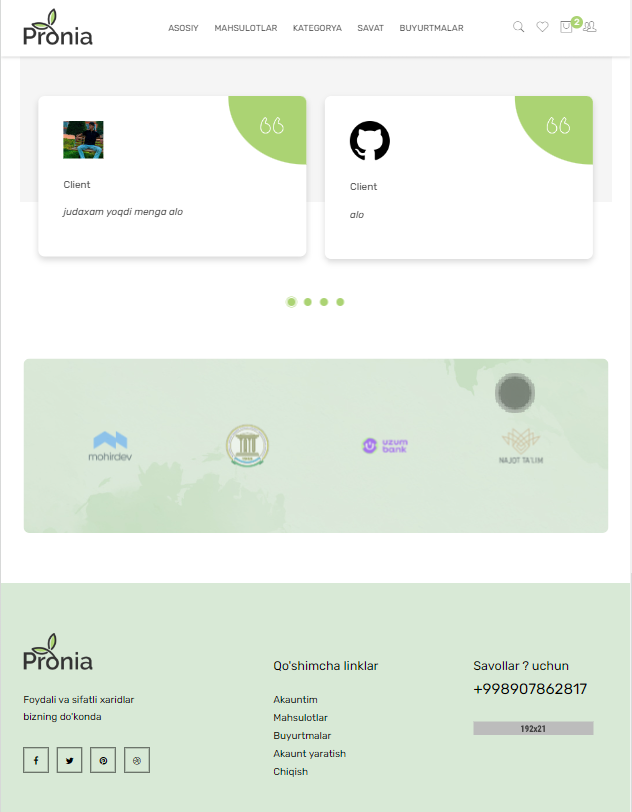 Pronia
ASOSIY MAHSULOTLAR KATEGORYA SAVAT BUYURTMALAR
2
Client
judaxam yoqdi menga alo
Client
alo
mohirdev
uzum
bank
NAJOT TA'LIM
Pronia
Foydali va sifatli xaridlar
bizning do'konda
Qo'shimcha linklar
Akauntim
Mahsulotlar
Buyurtmalar
Akaunt yaratish
Chiqish
Savollar ? uchun
+998907862817
192x21